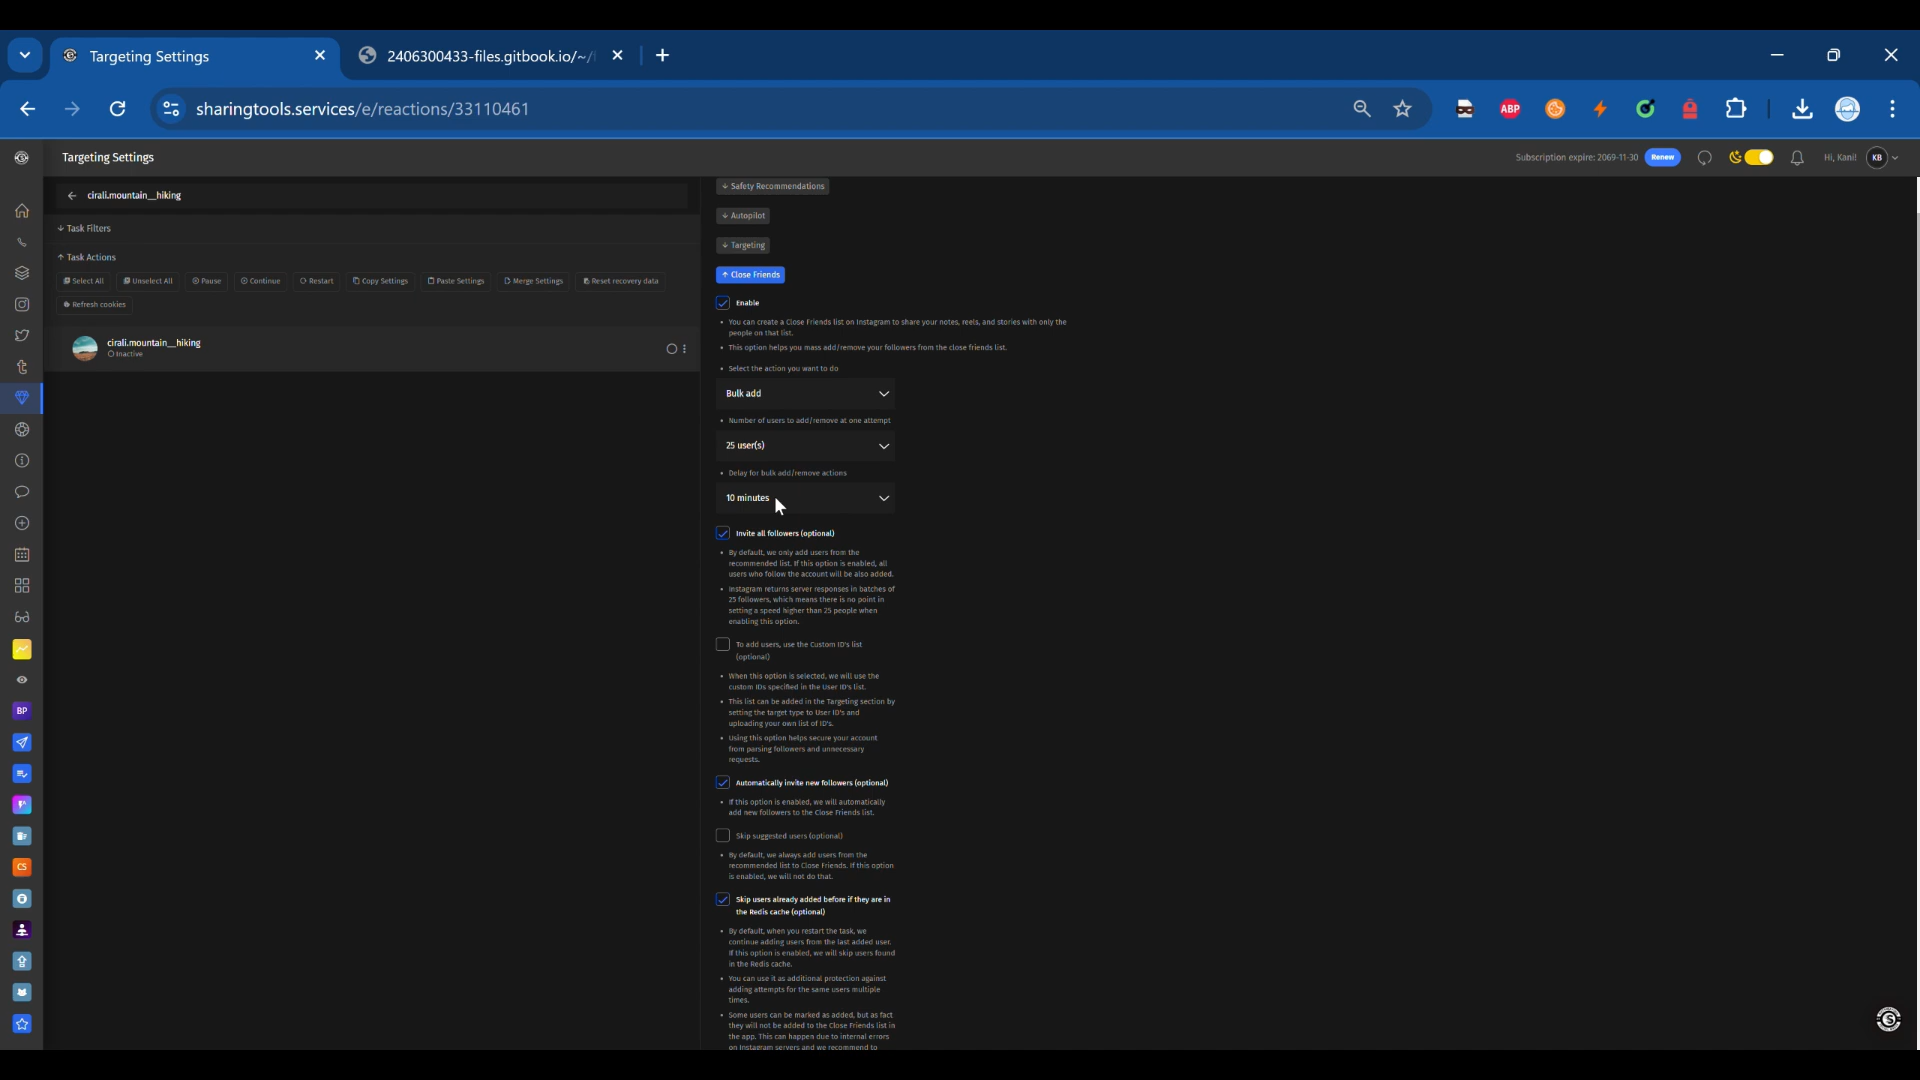 Targeting Settings
2406300433-files.gitbook.io/~/
sharingtools.services/e/reactions/33110461
ABP
Targeting Settings
Subscription expire: 2069-11-30
Renew
Hi, Kani!
KB
← cirali.mountain__hiking
↓ Task Filters
↑ Task Actions
Select All
Unselect All
Pause
Continue
Restart
Copy Settings
Paste Settings
Merge Settings
Reset recovery data
Refresh cookies
cirali.mountain__hiking
Inactive
BP
CS
↓ Safety Recommendations
↓ Autopilot
↓ Targeting
↑ Close Friends
Enable
• You can create a Close Friends list on Instagram to share your notes, reels, and stories with only the
people on that list.
• This option helps you mass add/remove your followers from the close friends list.
• Select the action you want to do
Bulk add
• Number of users to add/remove at one attempt
25 user(s)
• Delay for bulk add/remove actions
10 minutes
Invite all followers (optional)
• By default, we only add users from the
recommended list. If this option is enabled, all
users who follow the account will be also added.
• Instagram returns server responses in batches of
25 followers, which means there is no point in
setting a speed higher than 25 people when
enabling this option.
To add users, use the Custom ID's list
(optional)
• When this option is selected, we will use the
custom IDs specified in the User ID's list.
• This list can be added in the Targeting section by
setting the target type to User ID's and
uploading your own list of ID's.
• Using this option helps secure your account
from parsing followers and unnecessary
requests.
Automatically invite new followers (optional)
• If this option is enabled, we will automatically
add new followers to the Close Friends list.
Skip suggested users (optional)
• By default, we always add users from the
recommended list to Close Friends. If this option
is enabled, we will not do that.
Skip users already added before if they are in
the Redis cache (optional)
• By default, when you restart the task, we
continue adding users from the last added user.
If this option is enabled, we will skip users found
in the Redis cache.
• You can use it as additional protection against
adding attempts for the same users multiple
times.
• Some users can be marked as added, but as fact
they will not be added to the Close Friends list in
the app. This can happen due to internal errors
on Instagram servers and we recommend to